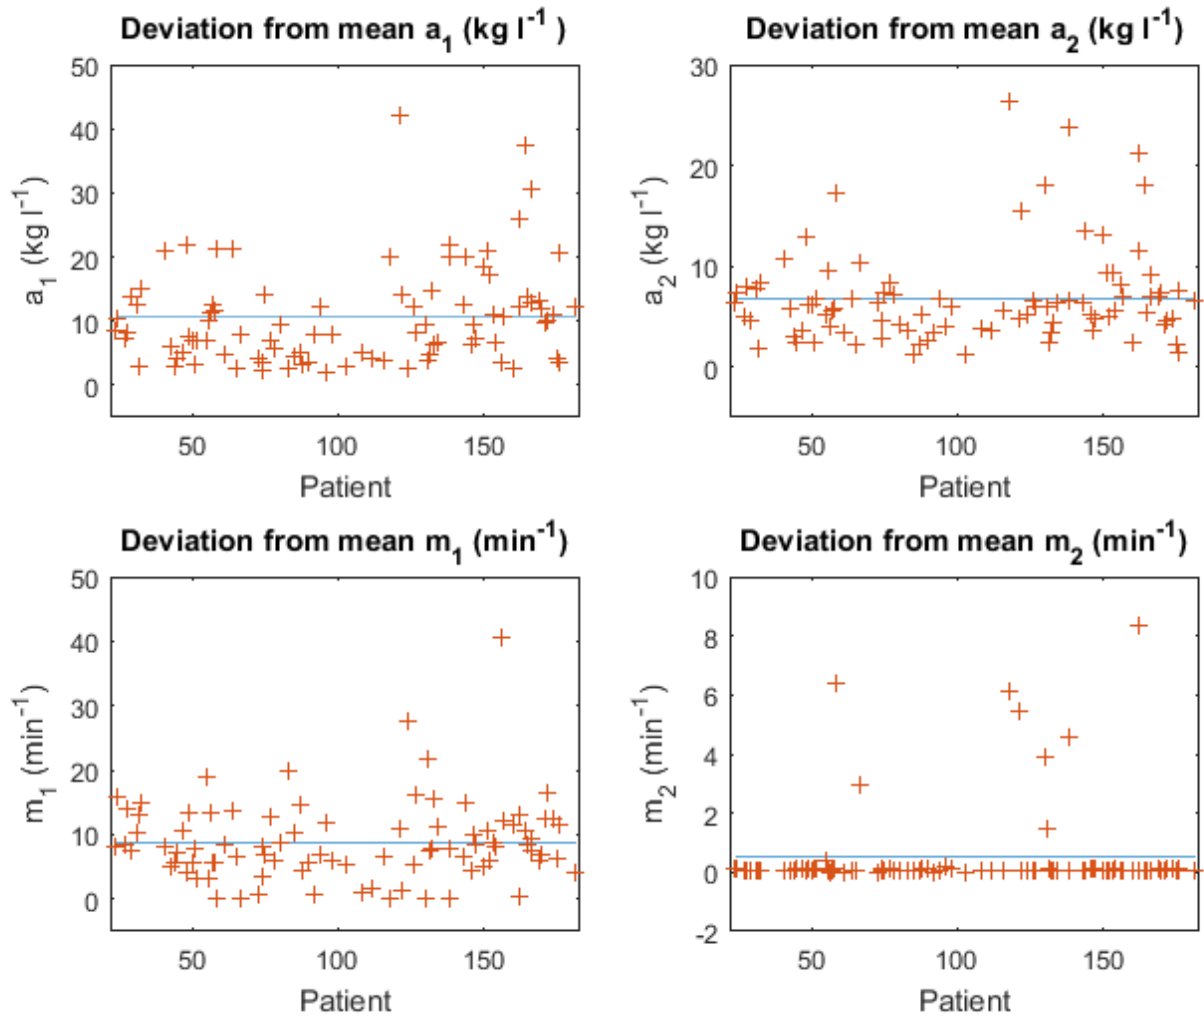 Deviation from mean a₁ (kg l⁻¹ )
50
40
30
20
10
0
a₁ (kg l⁻¹)
50
100
150
Patient
Deviation from mean a₂ (kg l⁻¹)
30
20
10
0
a₂ (kg l⁻¹)
50
100
150
Patient
Deviation from mean m₁ (min⁻¹)
50
40
30
20
10
0
m₁ (min⁻¹)
50
100
150
Patient
Deviation from mean m₂ (min⁻¹)
10
8
6
4
2
0
-2
m₂ (min⁻¹)
50
100
150
Patient